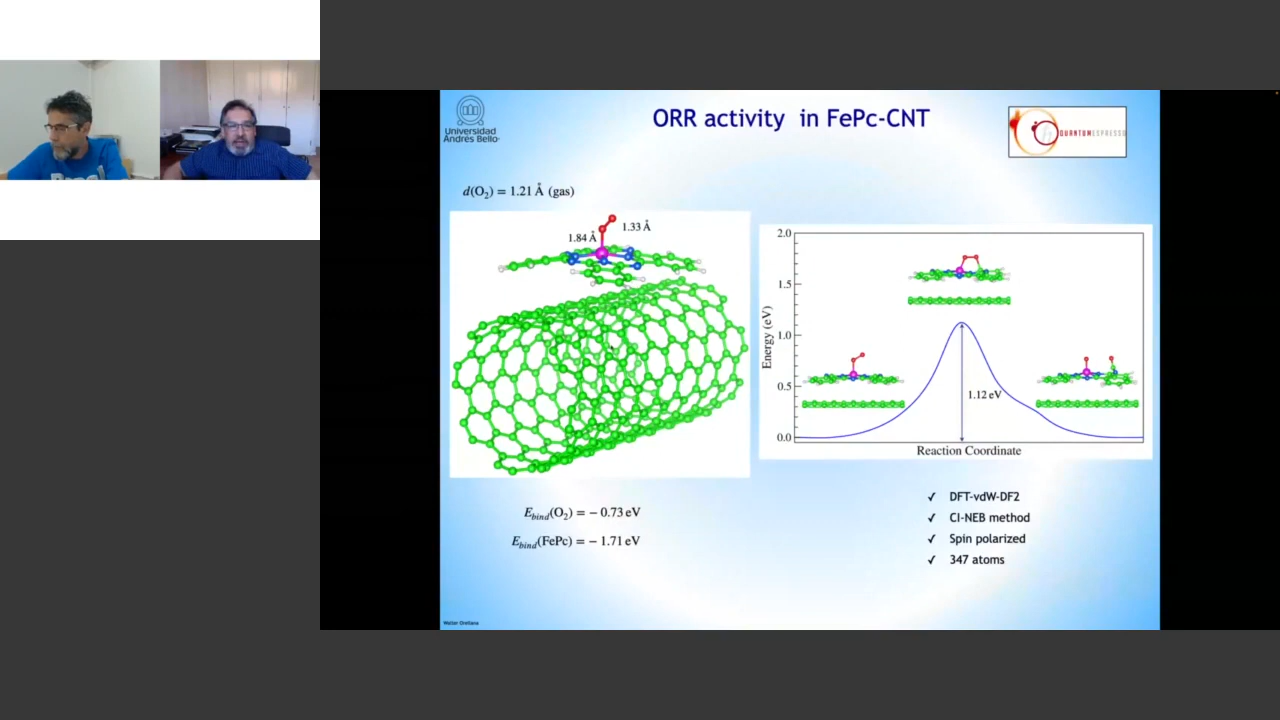 ORR activity in FePc-CNT
Universidad
Andrés Bello
QUANTUMESPRESSO
d(O₂) = 1.21 Å (gas)
1.33 Å
1.84 Å
2.0
1.5
1.0
0.5
0.0
Energy (eV)
1.12 eV
Reaction Coordinate
E_bind(O₂) = − 0.73 eV
E_bind(FePc) = − 1.71 eV
✓ DFT-vdW-DF2
✓ CI-NEB method
✓ Spin polarized
✓ 347 atoms
Walter Orellana